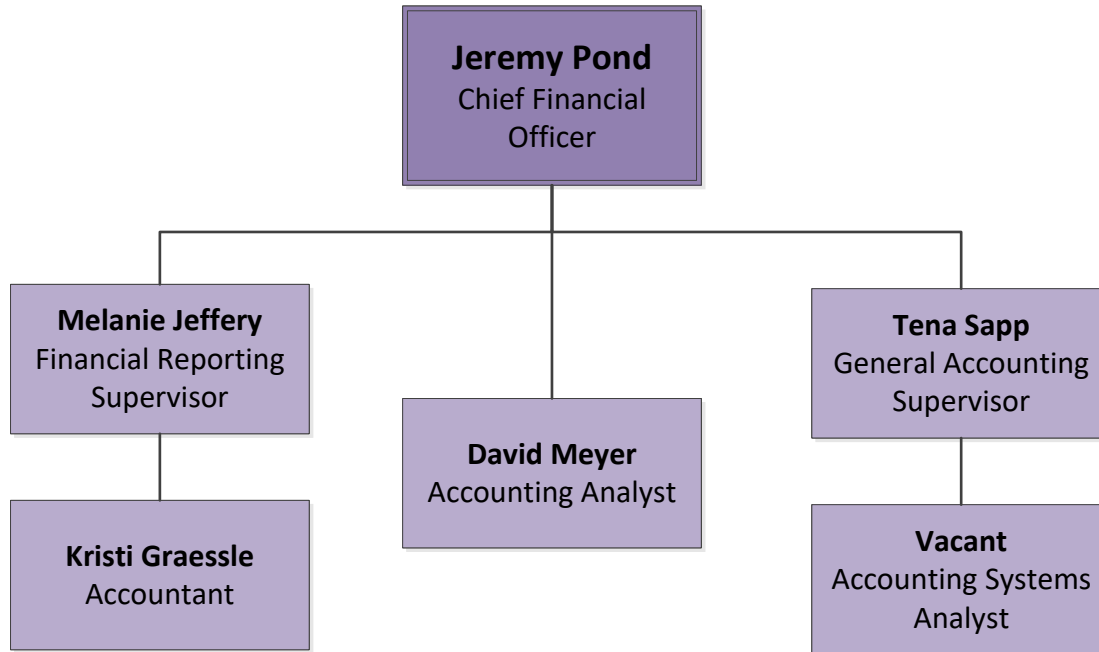 Jeremy Pond
Chief Financial
Officer
Melanie Jeffery
Financial Reporting
Supervisor
Tena Sapp
General Accounting
Supervisor
David Meyer
Accounting Analyst
Kristi Graessle
Accountant
Vacant
Accounting Systems
Analyst